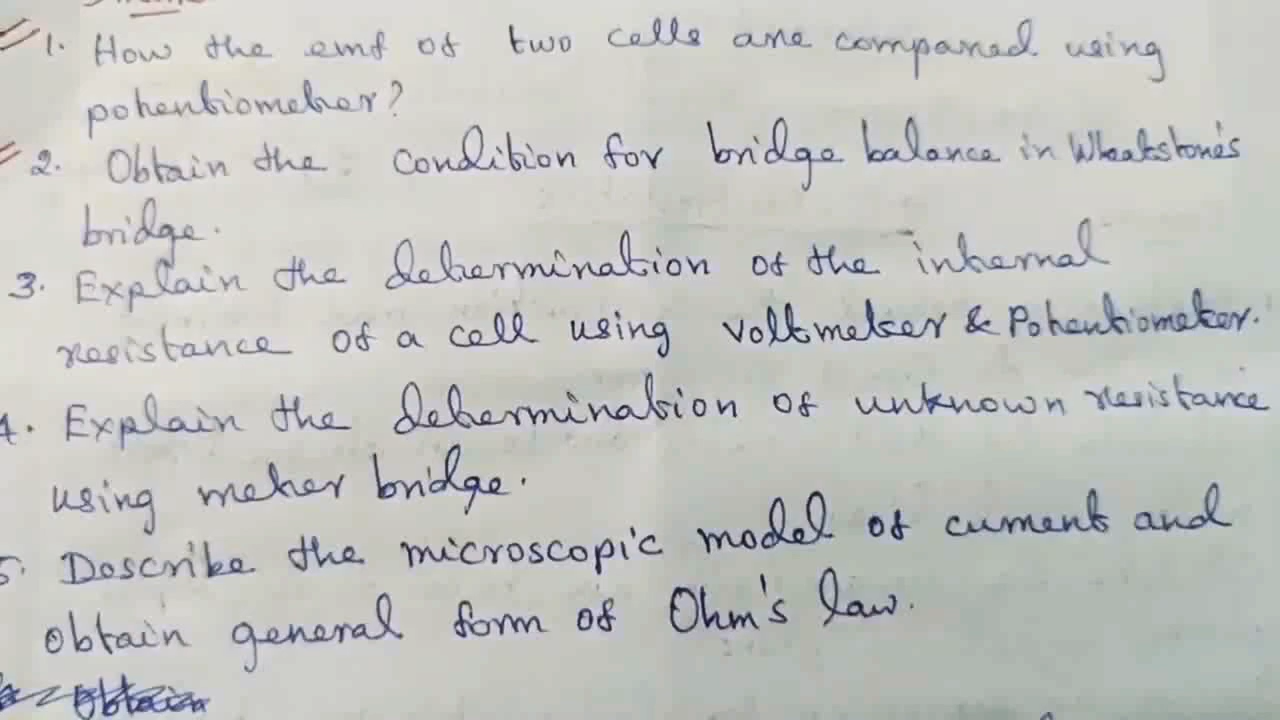 1. How the emf of two cells are compared using
potentiometer?
2. Obtain the condition for bridge balance in Wheatstone's
bridge.
3. Explain the determination of the internal
resistance of a cell using voltmeter & Potentiometer.
4. Explain the determination of unknown resistance
using meter bridge.
5. Describe the microscopic model of current and
obtain general form of Ohm's law.